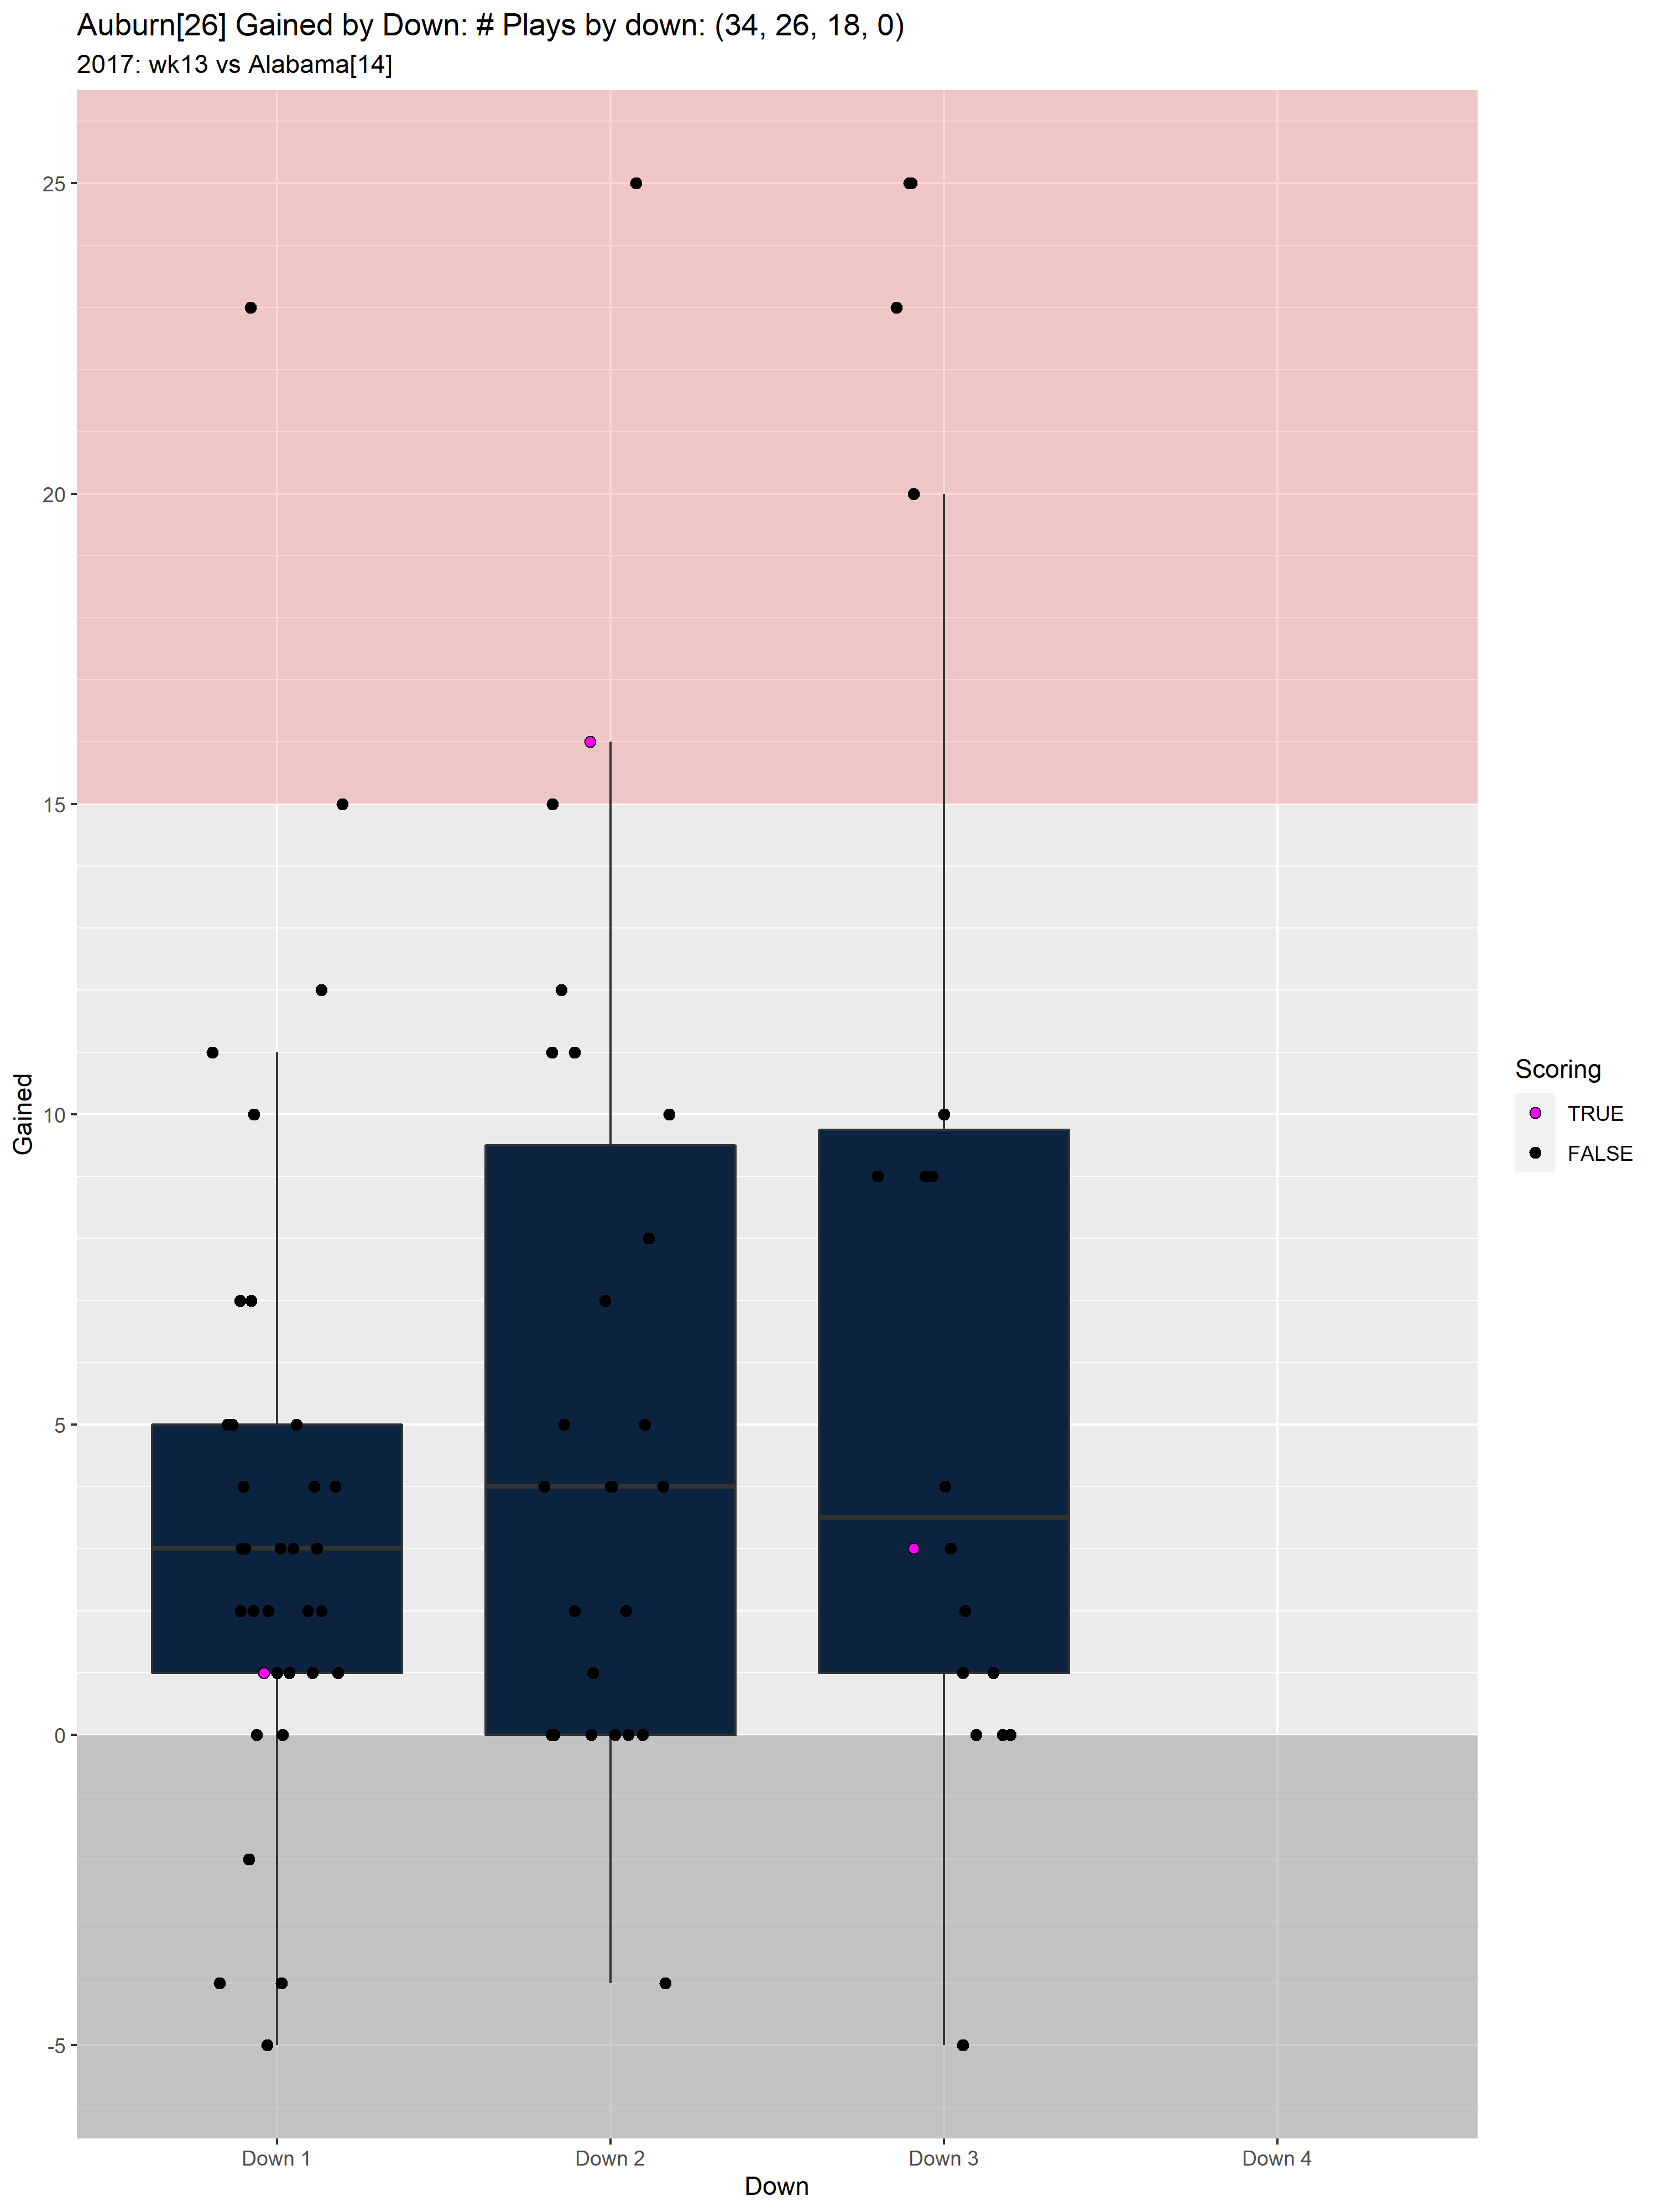 Auburn[26] Gained by Down: # Plays by down: (34, 26, 18, 0)
2017: wk13 vs Alabama[14]
25
20
15
10
5
0
-5
Gained
Down 1 Down 2 Down 3 Down 4
Down
Scoring
TRUE
FALSE